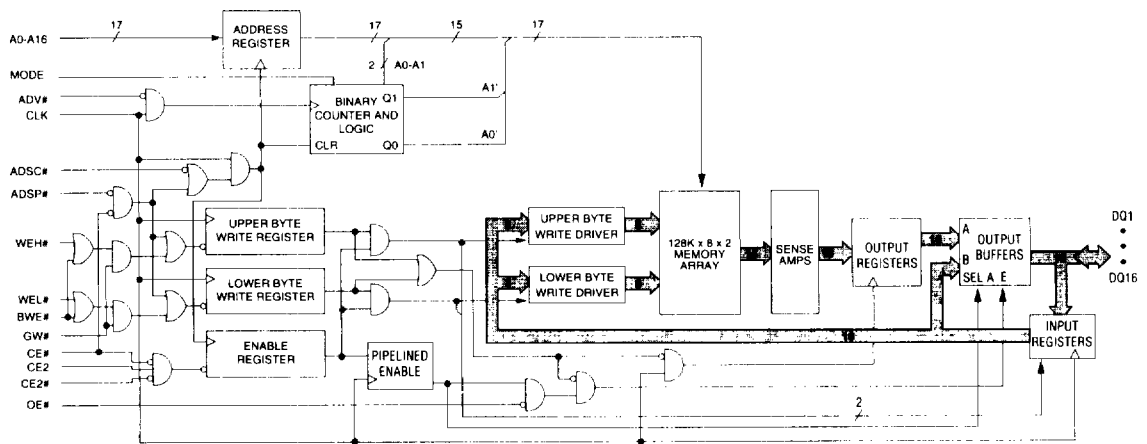 A0-A16
17
ADDRESS
REGISTER
17
15
17
2
A0-A1
MODE
ADV#
CLK
BINARY
COUNTER AND
LOGIC
Q1
CLR
Q0
A1'
A0'
ADSC#
ADSP#
WEH#
UPPER BYTE
WRITE REGISTER
LOWER BYTE
WRITE REGISTER
WEL#
BWE#
GW#
CE#
CE2
CE2#
OE#
ENABLE
REGISTER
PIPELINED
ENABLE
UPPER BYTE
WRITE DRIVER
LOWER BYTE
WRITE DRIVER
128K x 8 x 2
MEMORY
ARRAY
SENSE
AMPS
OUTPUT
REGISTERS
A
OUTPUT
BUFFERS
B
SEL A E
DQ1
DQ16
INPUT
REGISTERS
2